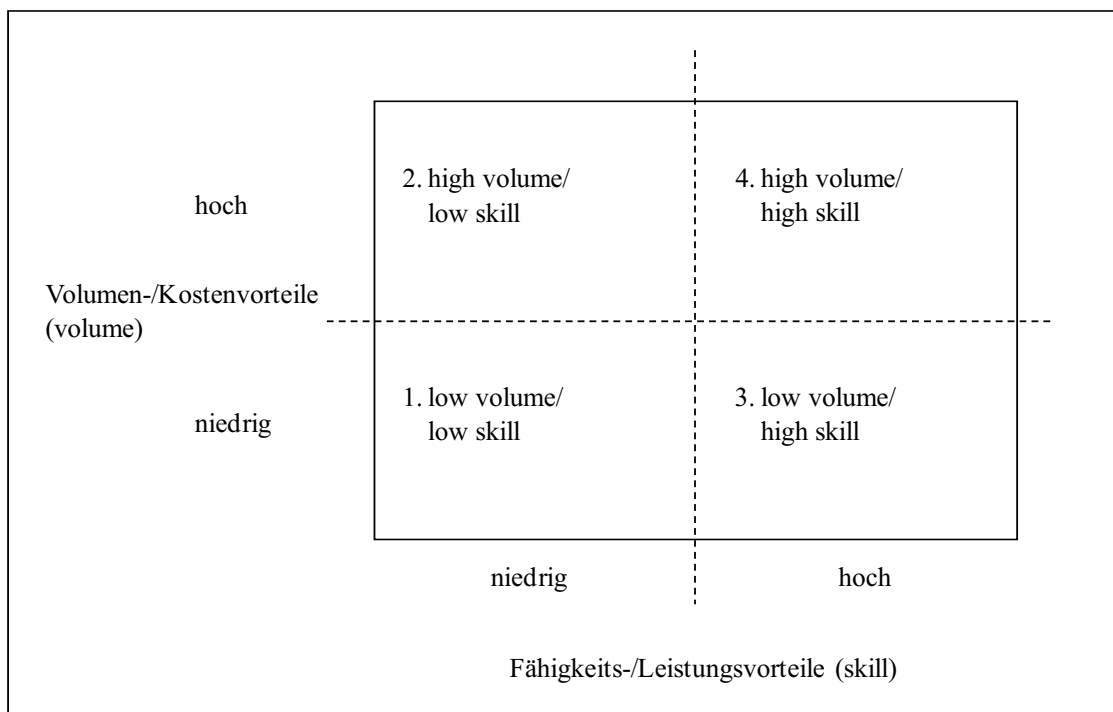 2. high volume/
low skill
4. high volume/
high skill
hoch
Volumen-/Kostenvorteile
(volume)
1. low volume/
low skill
3. low volume/
high skill
niedrig
niedrig
hoch
Fähigkeits-/Leistungsvorteile (skill)